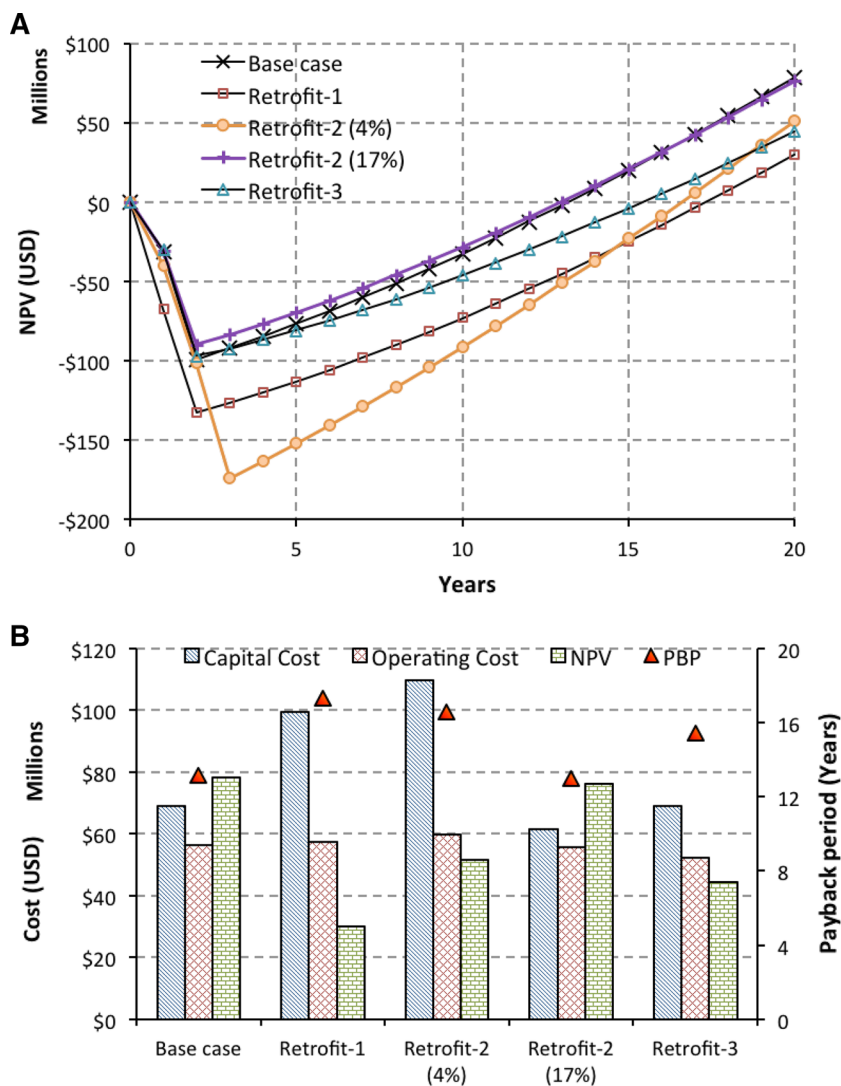 A
Millions
NPV (USD)
$100
$50
$0
-$50
-$100
-$150
-$200
Base case
Retrofit-1
Retrofit-2 (4%)
Retrofit-2 (17%)
Retrofit-3
0 5 10 15 20
Years
B
Millions
Cost (USD)
$120
$100
$80
$60
$40
$20
$0
Capital Cost Operating Cost NPV PBP
20
16
12
8
4
0
Payback period (Years)
Base case Retrofit-1 Retrofit-2 Retrofit-2 Retrofit-3
(4%) (17%)